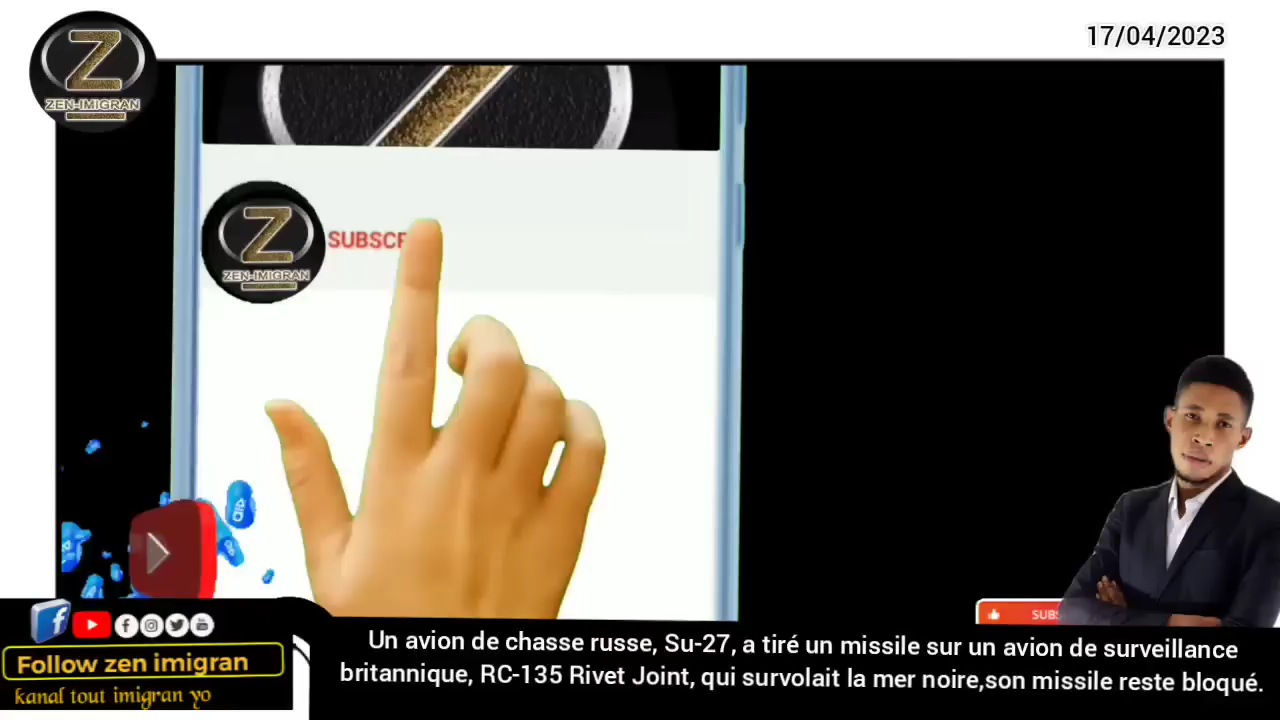 17/04/2023
Z
ZEN-IMIGRAN
Z
ZEN-IMIGRAN
SUBSCR
SUBS
Follow zen imigran
kanal tout imigran yo
Un avion de chasse russe, Su-27, a tiré un missile sur un avion de surveillance
britannique, RC-135 Rivet Joint, qui survolait la mer noire,son missile reste bloqué.